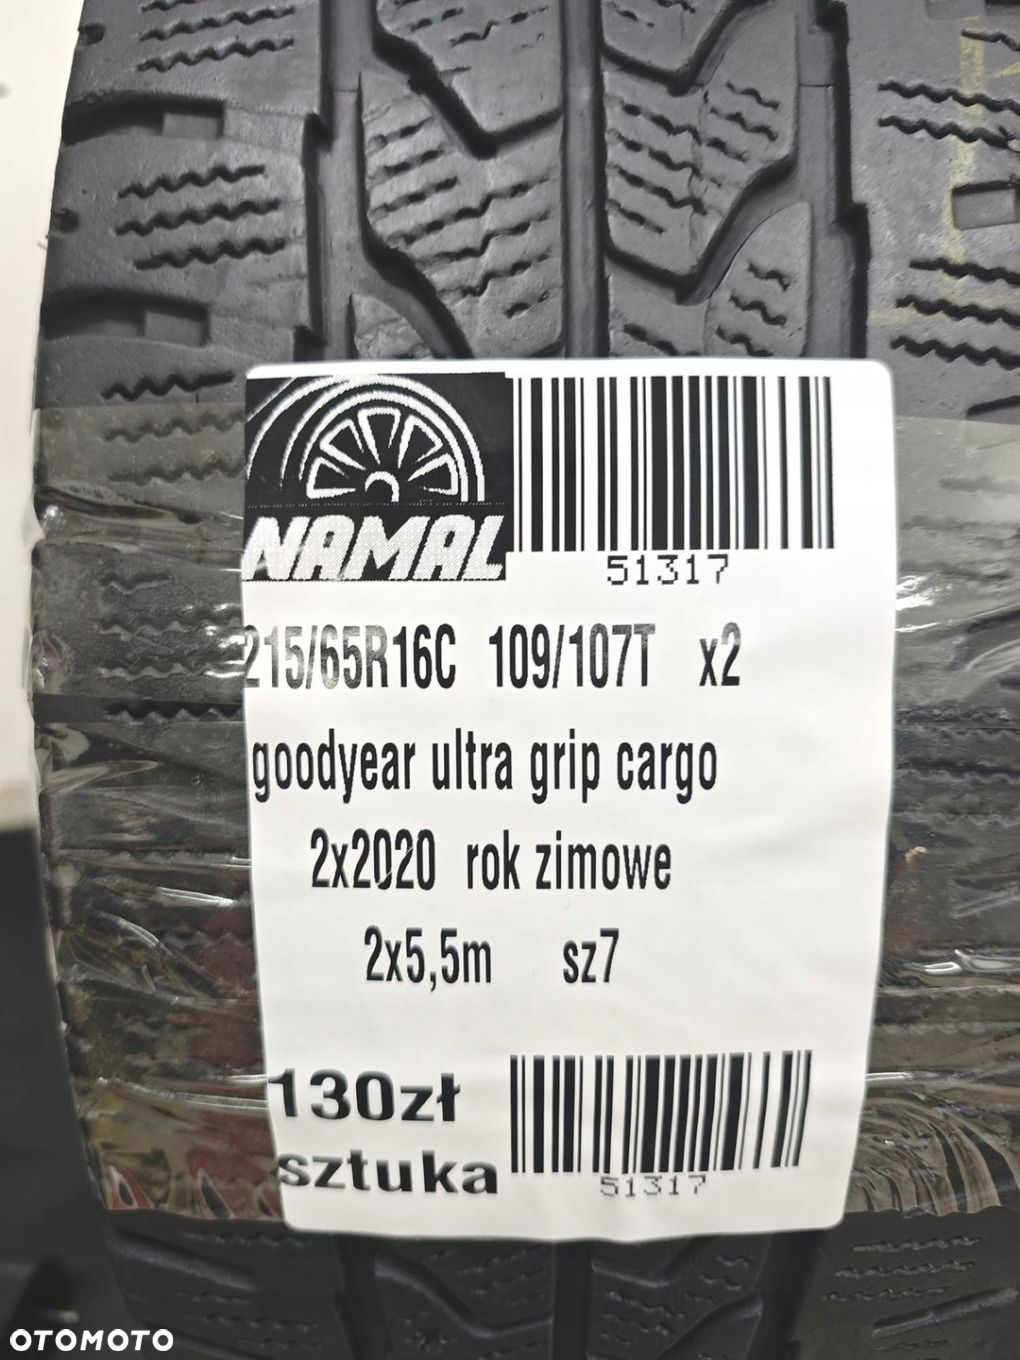 NAMAL
51317
215/65R16C 109/107T x2
goodyear ultra grip cargo
2x2020 rok zimowe
2x5,5m sz7
130zł
sztuka
51317
OTOMOTO